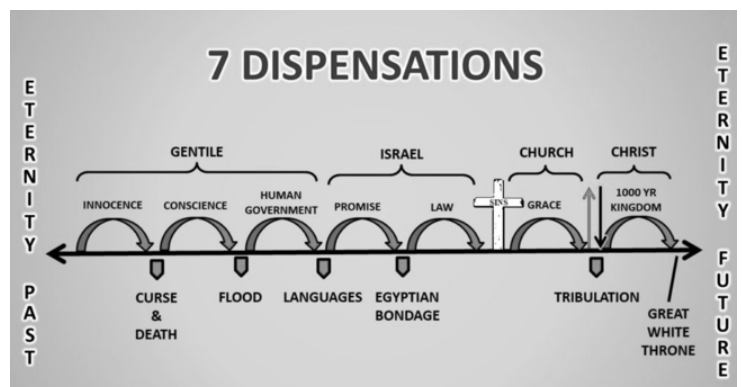 7 DISPENSATIONS
ETERNITY PAST
GENTILE
ISRAEL
CHURCH
CHRIST
INNOCENCE
CONSCIENCE
HUMAN
GOVERNMENT
PROMISE
LAW
SINS
GRACE
1000 YR
KINGDOM
CURSE
&
DEATH
FLOOD
LANGUAGES
EGYPTIAN
BONDAGE
TRIBULATION
GREAT
WHITE
THRONE
ETERNITY FUTURE